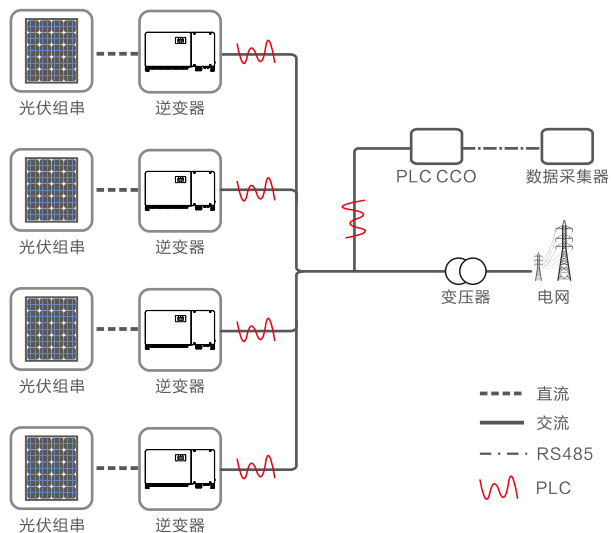 光伏组串
逆变器
PLC CCO
数据采集器
光伏组串
逆变器
变压器
电网
光伏组串
逆变器
直流
交流
RS485
PLC
光伏组串
逆变器